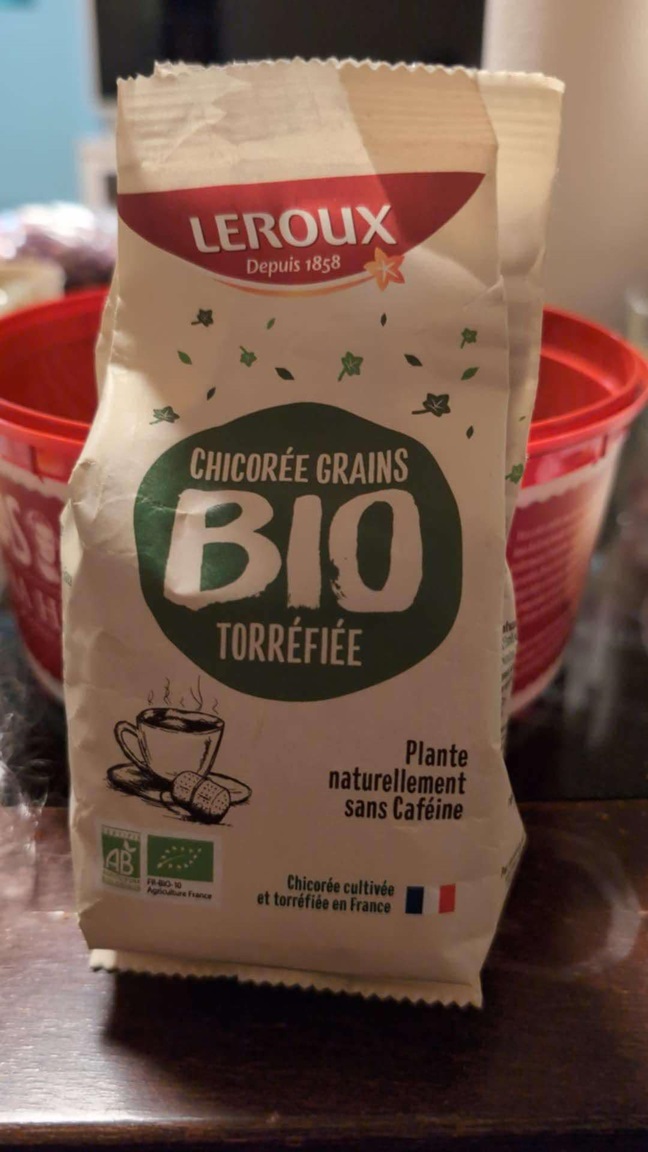 LEROUX
Depuis 1858
CHICORÉE GRAINS
BIO
TORRÉFIÉE
Plante
naturellement
sans Caféine
AB
FR-BIO-10
Agriculture France
Chicorée cultivée
et torréfiée en France